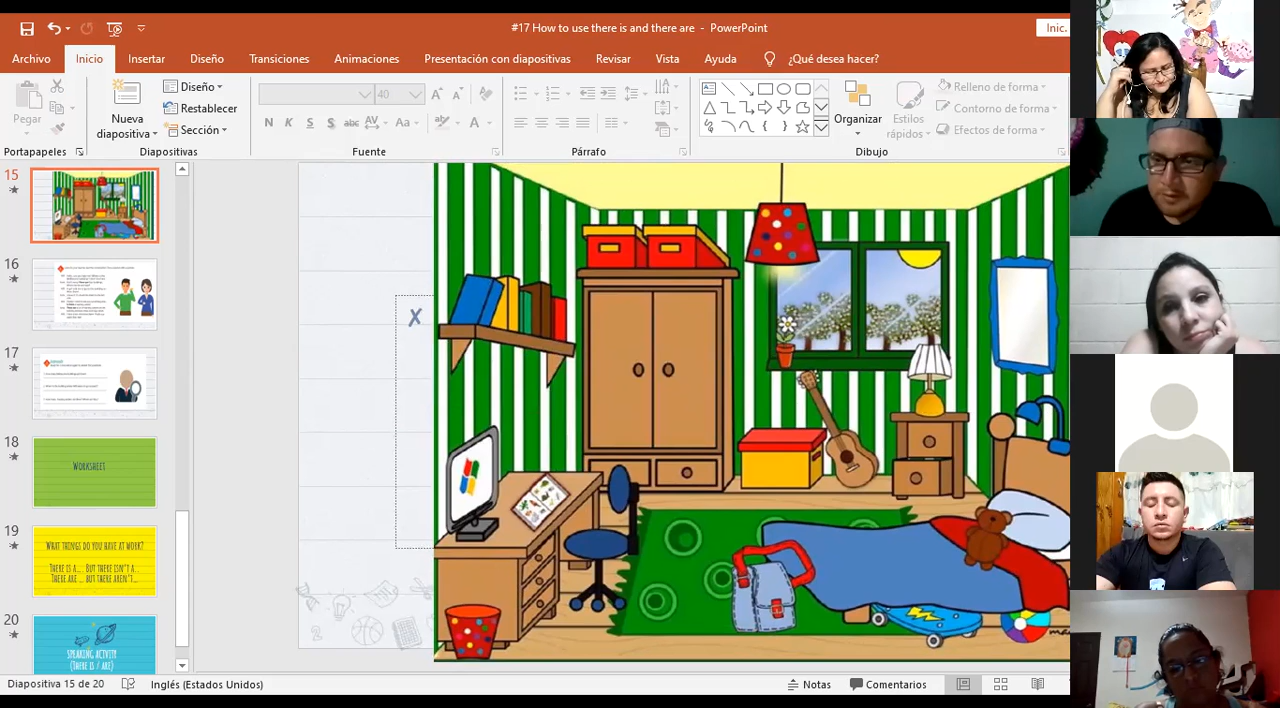 #17 How to use there is and there are - PowerPoint
Inic.
Archivo Inicio Insertar Diseño Transiciones Animaciones Presentación con diapositivas Revisar Vista Ayuda ¿Qué desea hacer?
Pegar
Nueva diapositiva
Diseño
Restablecer
Sección
40
N K S S abc AV Aa A
Organizar
Estilos rápidos
Relleno de forma
Contorno de forma
Efectos de forma
Portapapeles Diapositivas Fuente Párrafo Dibujo
15
16
17
18
WORKSHEET
19
WHAT THINGS DO YOU HAVE AT WORK?
THERE IS A... BUT THERE ISN'T A..
THERE ARE ... BUT THERE AREN'T...
20
SPEAKING ACTIVITY
(THERE IS / ARE)
X
Diapositiva 15 de 20 Inglés (Estados Unidos) Notas Comentarios